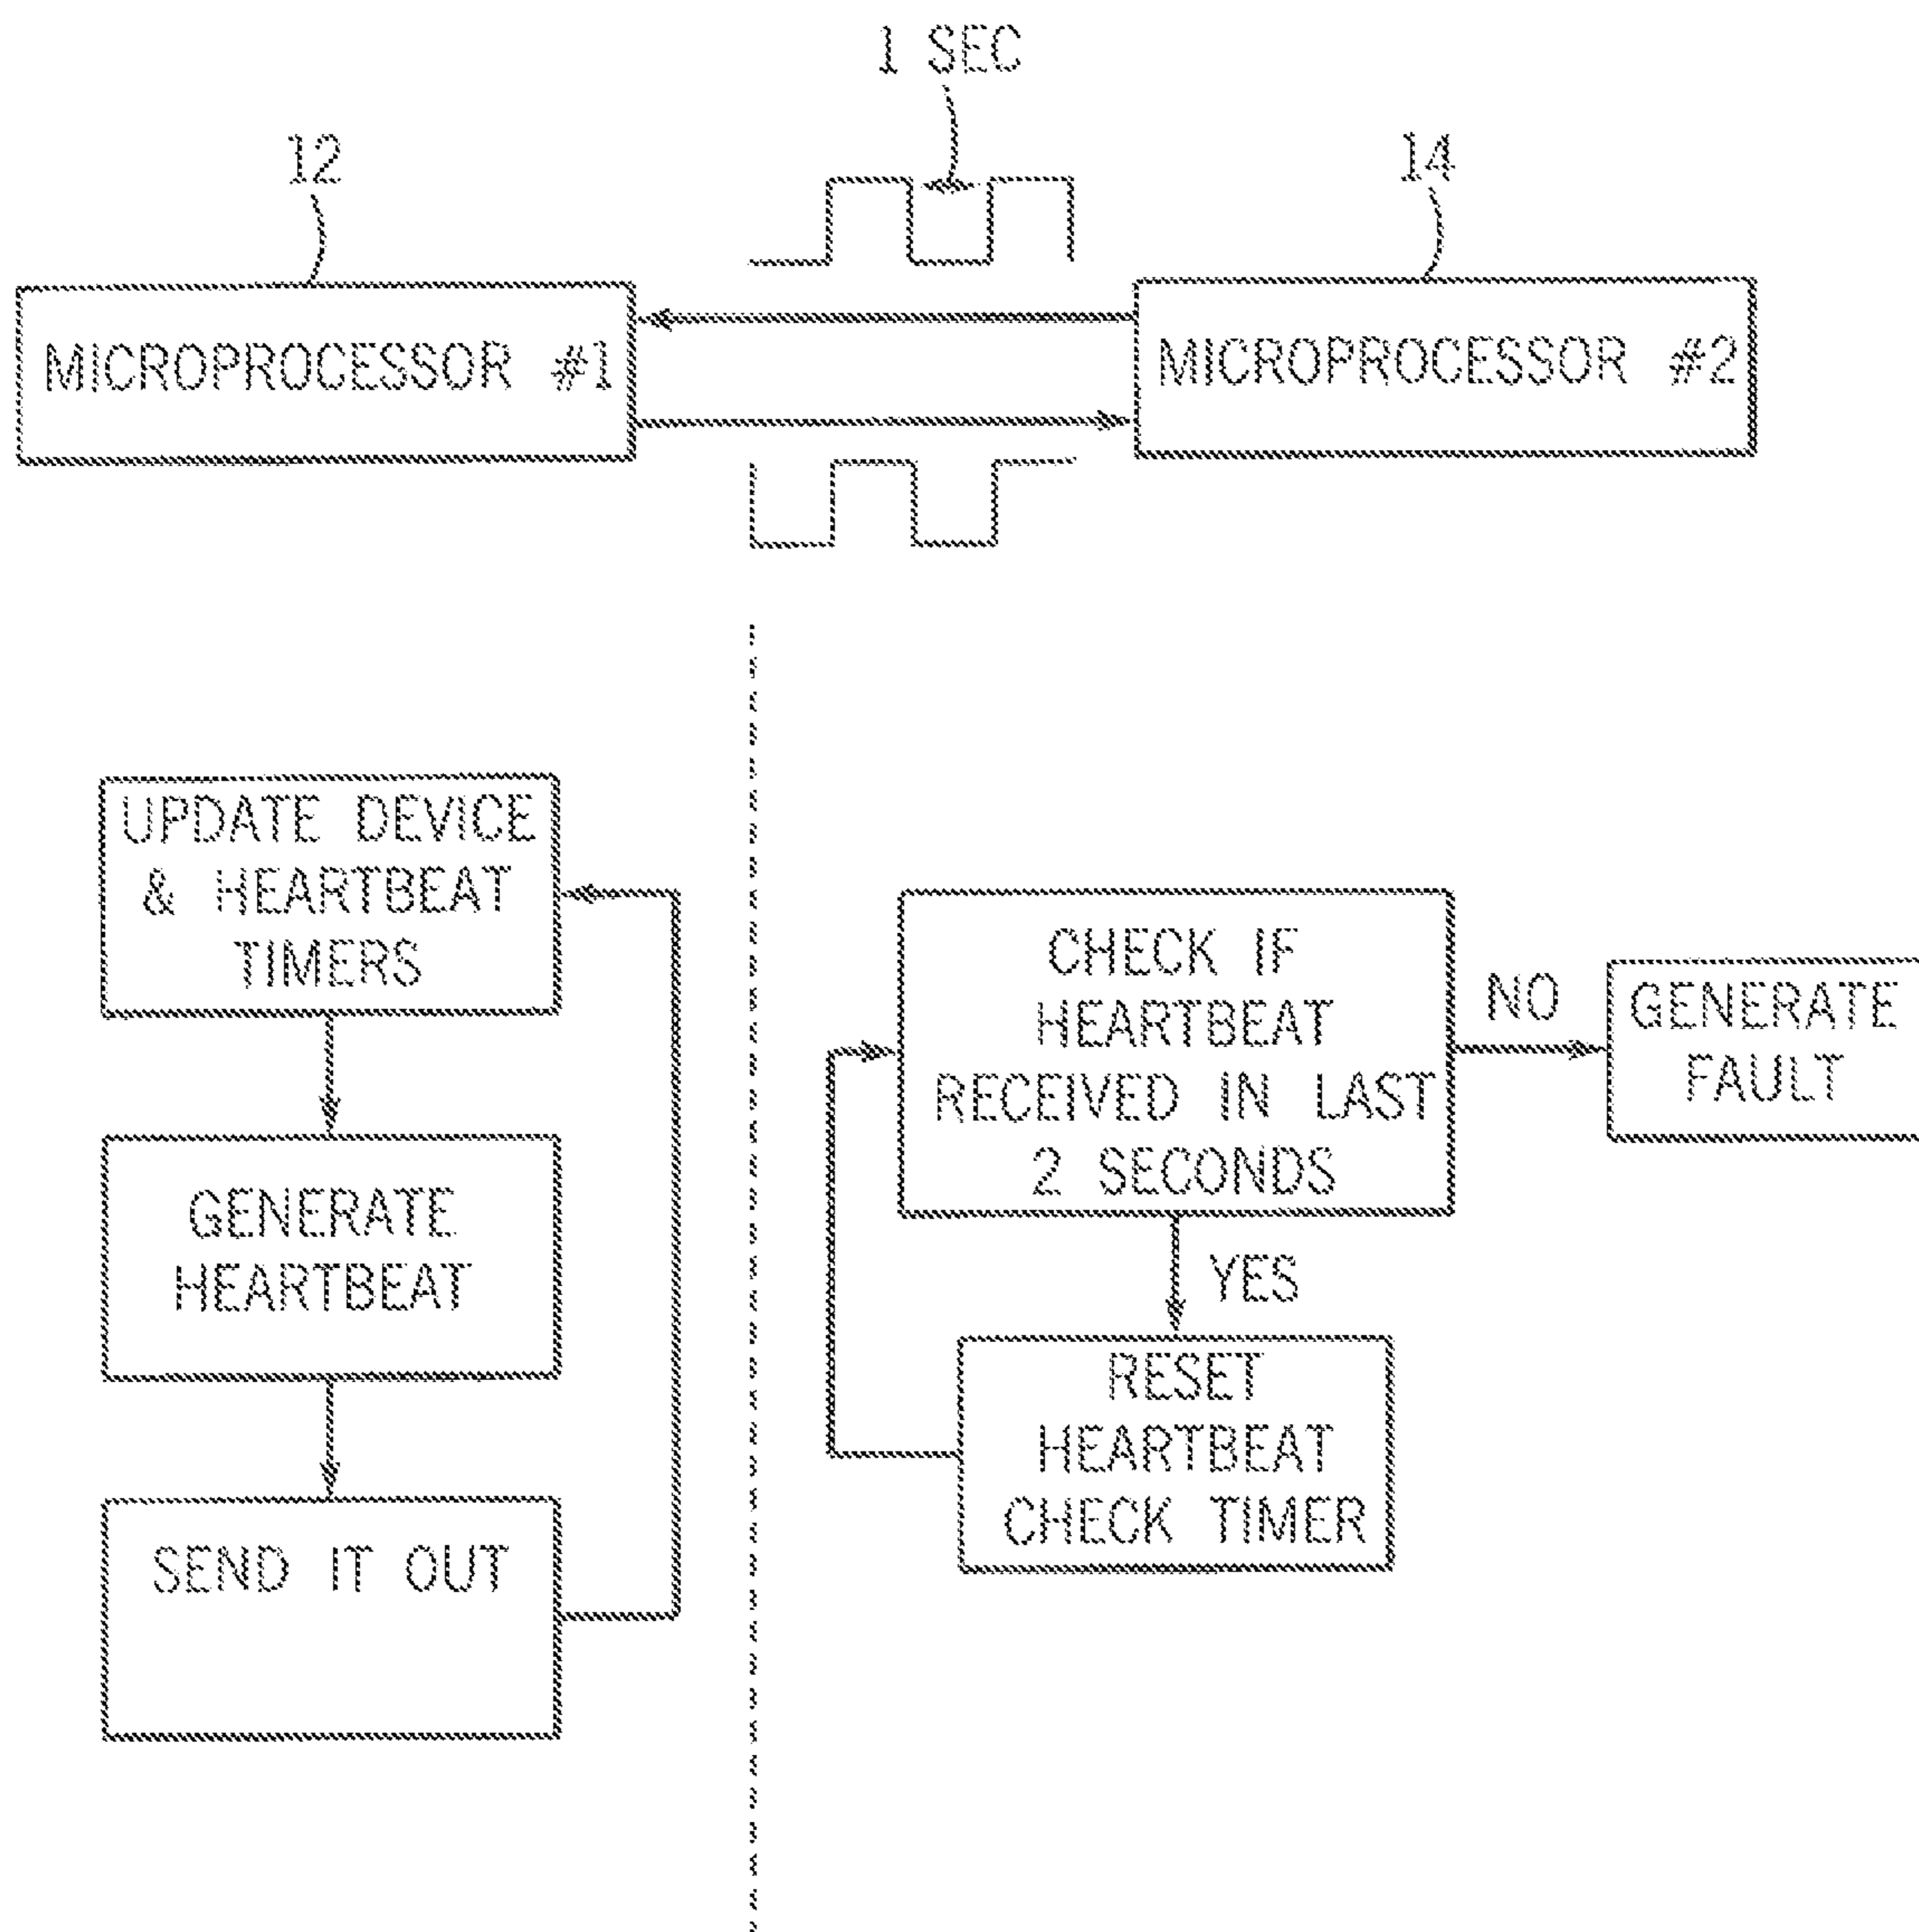 1 SEC
12
14
MICROPROCESSOR #1
MICROPROCESSOR #2
UPDATE DEVICE
& HEARTBEAT
TIMERS
GENERATE
HEARTBEAT
SEND IT OUT
CHECK IF
HEARTBEAT
RECEIVED IN LAST
2 SECONDS
NO
GENERATE
FAULT
YES
RESET
HEARTBEAT
CHECK TIMER